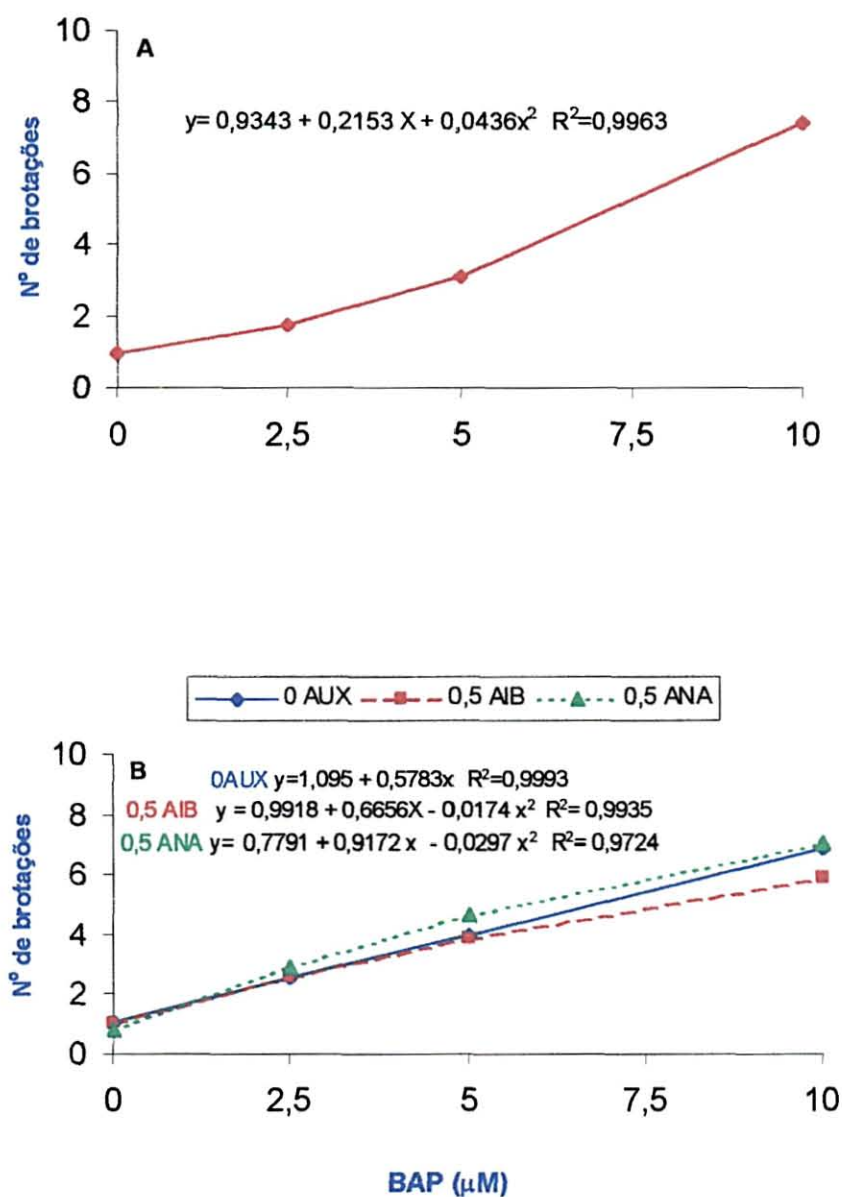 10
A
8
y= 0,9343 + 0,2153 X + 0,0436x² R²=0,9963
6
4
2
0
Nº de brotações
0 2,5 5 7,5 10
0 AUX 0,5 AIB 0,5 ANA
10
B
0AUX y=1,095 + 0,5783x R²=0,9993
8
0,5 AIB y = 0,9918 + 0,6656X - 0,0174 x² R²= 0,9935
0,5 ANA y= 0,7791 + 0,9172 x - 0,0297 x² R²= 0,9724
6
4
2
0
Nº de brotações
0 2,5 5 7,5 10
BAP (µM)